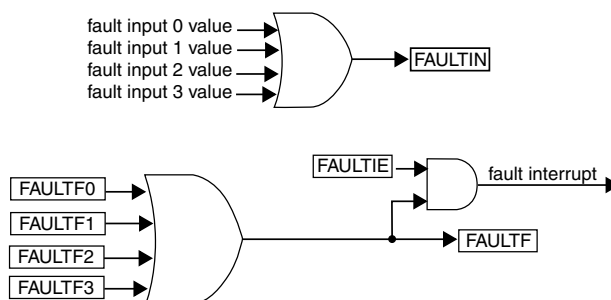 fault input 0 value
fault input 1 value
fault input 2 value
fault input 3 value
FAULTIN
FAULTIE
fault interrupt
FAULTF0
FAULTF1
FAULTF2
FAULTF3
FAULTF